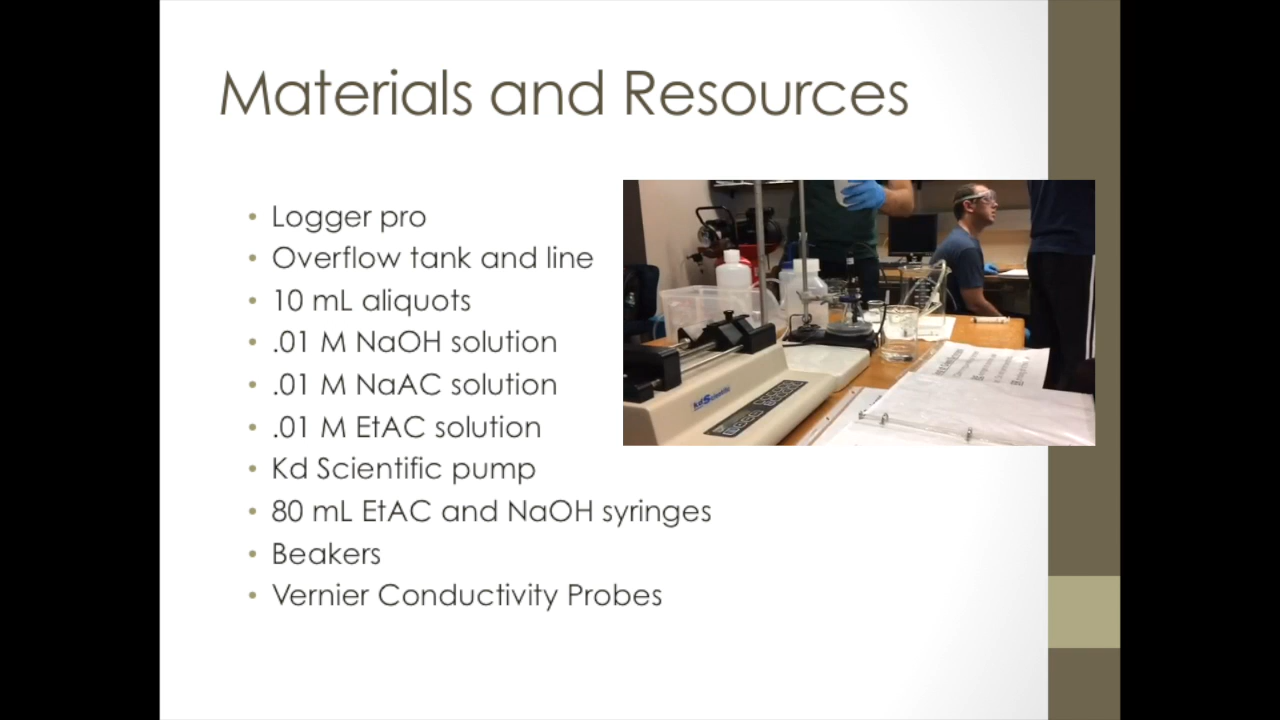 Materials and Resources
• Logger pro
• Overflow tank and line
• 10 mL aliquots
• .01 M NaOH solution
• .01 M NaAC solution
• .01 M EtAC solution
• Kd Scientific pump
• 80 mL EtAC and NaOH syringes
• Beakers
• Vernier Conductivity Probes
kdScientific